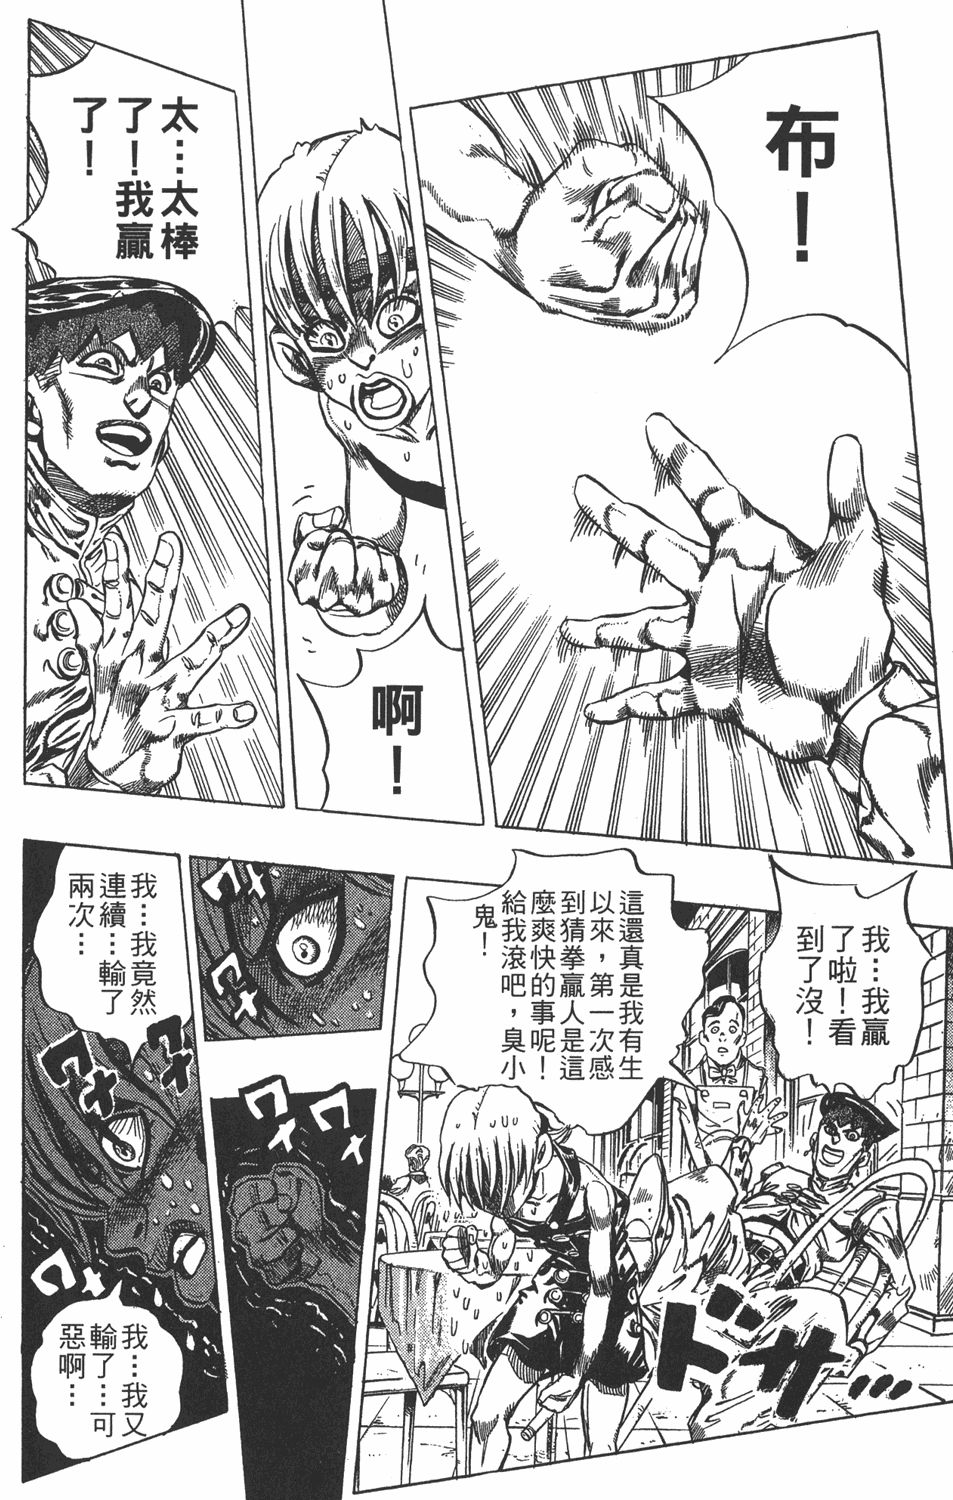 布！
啊！
太…太棒
了！我贏
了！
我…我贏
了啦！看
到了沒！
這還真是我有生
以來，第一次感
到猜拳贏人是這
麼爽快的事呢！
給我滾吧，臭小
鬼！
ドサ…
ワナ
ワナ
ワナ
ワナ
我…我竟然
連續…輸了
兩次…
ワナ
ワナ
ワナ
我…我又
輸了…可
惡啊…